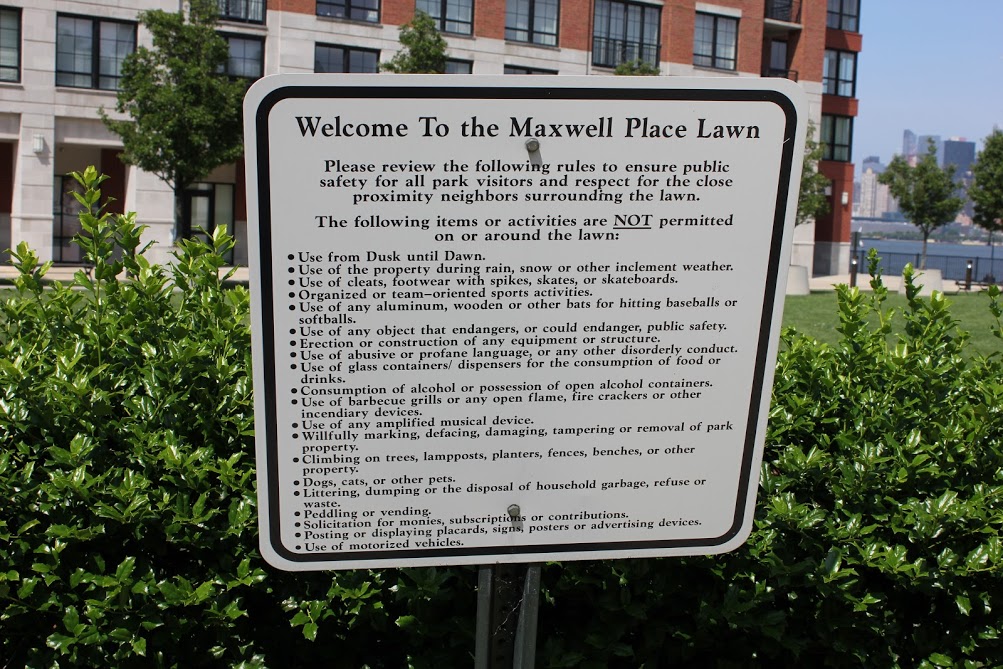 Welcome To the Maxwell Place Lawn
Please review the following rules to ensure public
safety for all park visitors and respect for the close
proximity neighbors surrounding the lawn.
The following items or activities are NOT permitted
on or around the lawn:
• Use from Dusk until Dawn.
• Use of the property during rain, snow or other inclement weather.
• Use of cleats, footwear with spikes, skates, or skateboards.
• Organized or team-oriented sports activities.
• Use of any aluminum, wooden or other bats for hitting baseballs or
softballs.
• Use of any object that endangers, or could endanger, public safety.
• Erection or construction of any equipment or structure.
• Use of abusive or profane language, or any other disorderly conduct.
• Use of glass containers/ dispensers for the consumption of food or
drinks.
• Consumption of alcohol or possession of open alcohol containers.
• Use of barbecue grills or any open flame, fire crackers or other
incendiary devices.
• Use of any amplified musical device.
• Willfully marking, defacing, damaging, tampering or removal of park
property.
• Climbing on trees, lampposts, planters, fences, benches, or other
property.
• Dogs, cats, or other pets.
• Littering, dumping or the disposal of household garbage, refuse or
waste.
• Peddling or vending.
• Solicitation for monies, subscriptions or contributions.
• Posting or displaying placards, signs, posters or advertising devices.
• Use of motorized vehicles.